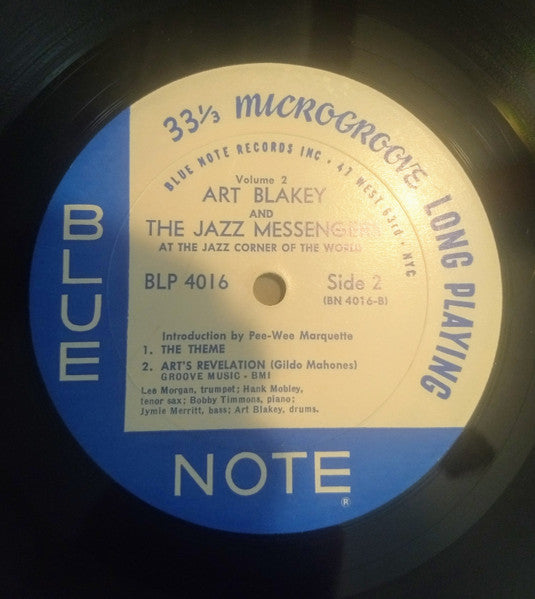 33 1/3 MICROGROOVE LONG PLAYING
BLUE NOTE RECORDS INC • 47 WEST 63rd • NYC
Volume 2
ART BLAKEY
AND
THE JAZZ MESSENGERS
AT THE JAZZ CORNER OF THE WORLD
BLP 4016
Side 2
(BN 4016-B)
Introduction by Pee-Wee Marquette
1. THE THEME
2. ART'S REVELATION (Gildo Mahones)
GROOVE MUSIC - BMI
Lee Morgan, trumpet; Hank Mobley,
tenor sax; Bobby Timmons, piano;
Jymie Merritt, bass; Art Blakey, drums.
BLUE
NOTE
®